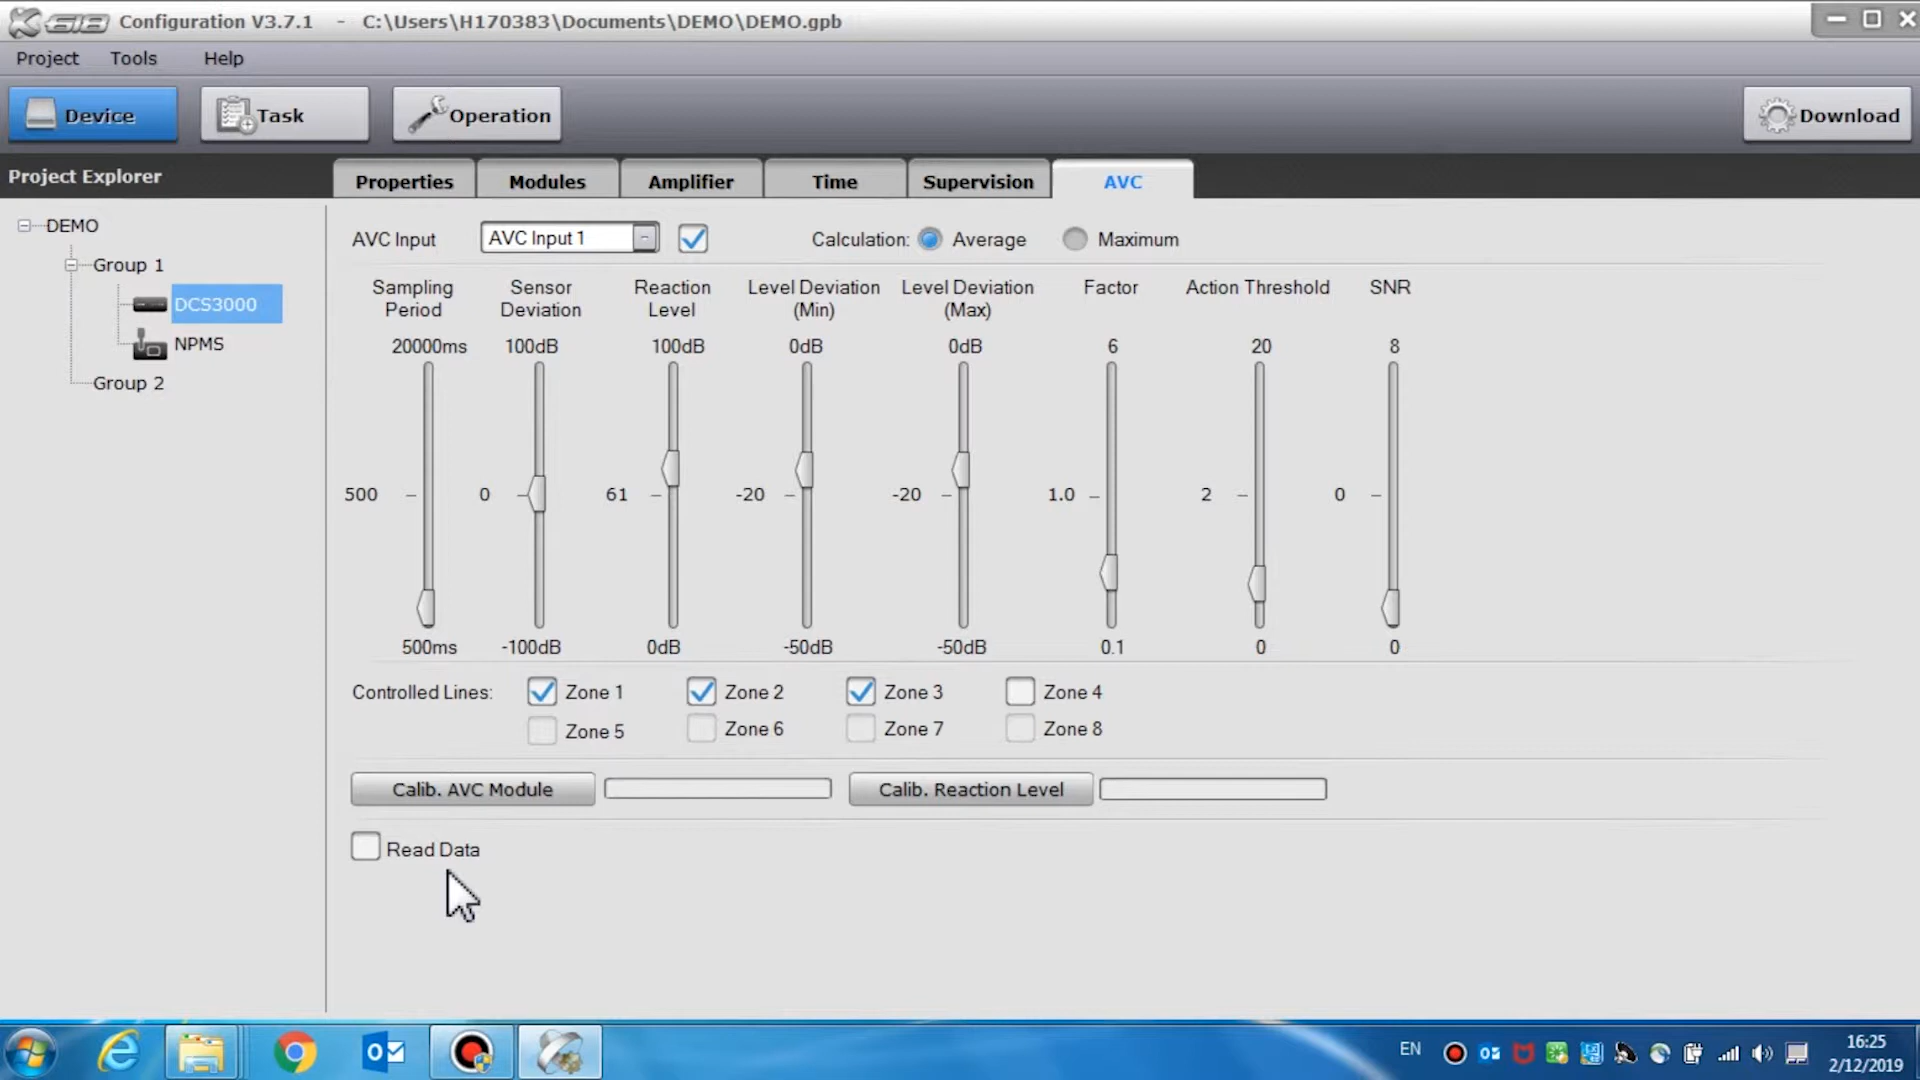 X-618 Configuration V3.7.1 - C:\Users\H170383\Documents\DEMO\DEMO.gpb
Project Tools Help
Device Task Operation Download
Project Explorer
Properties Modules Amplifier Time Supervision AVC
DEMO
Group 1
DCS3000
NPMS
Group 2
AVC Input AVC Input 1 Calculation: Average Maximum
Sampling Period Sensor Deviation Reaction Level Level Deviation (Min) Level Deviation (Max) Factor Action Threshold SNR
20000ms 100dB 100dB 0dB 0dB 6 20 8
500 0 61 -20 -20 1.0 2 0
500ms -100dB 0dB -50dB -50dB 0.1 0 0
Controlled Lines: Zone 1 Zone 2 Zone 3 Zone 4
Zone 5 Zone 6 Zone 7 Zone 8
Calib. AVC Module Calib. Reaction Level
Read Data
EN
16:25
2/12/2019